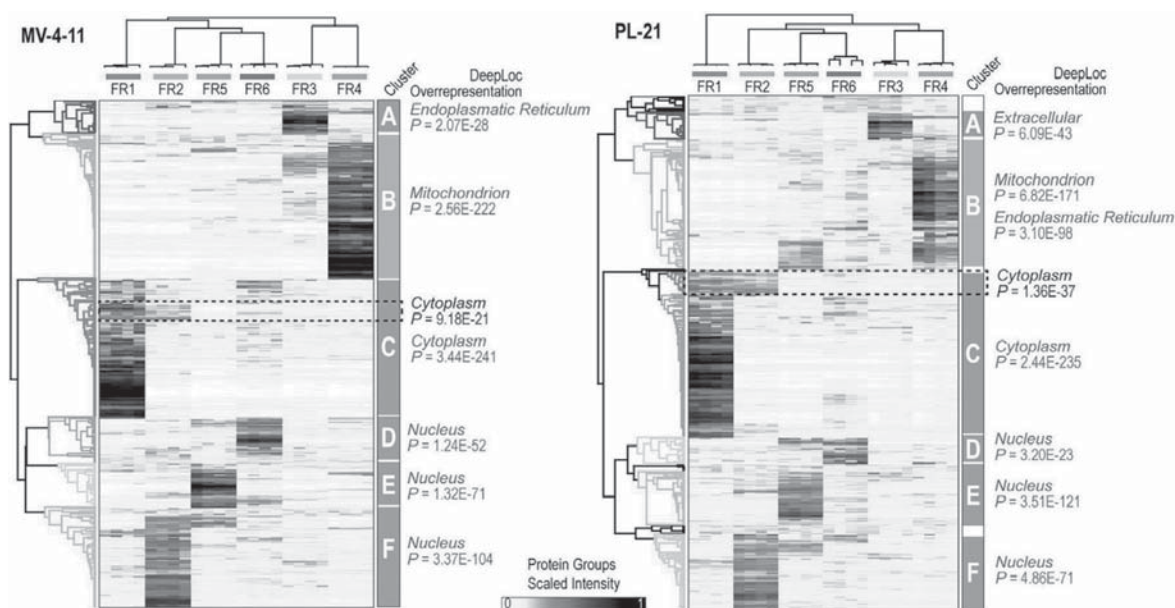 MV-4-11
FR1 FR2 FR5 FR6 FR3 FR4
Cluster
DeepLoc
Overrepresentation
A
Endoplasmatic Reticulum
P = 2.07E-28
B
Mitochondrion
P = 2.56E-222
Cytoplasm
P = 9.18E-21
C
Cytoplasm
P = 3.44E-241
D
Nucleus
P = 1.24E-52
E
Nucleus
P = 1.32E-71
F
Nucleus
P = 3.37E-104
Protein Groups
Scaled Intensity
0 1
PL-21
FR1 FR2 FR5 FR6 FR3 FR4
Cluster
DeepLoc
Overrepresentation
A
Extracellular
P = 6.09E-43
B
Mitochondrion
P = 6.82E-171
Endoplasmatic Reticulum
P = 3.10E-98
Cytoplasm
P = 1.36E-37
C
Cytoplasm
P = 2.44E-235
D
Nucleus
P = 3.20E-23
E
Nucleus
P = 3.51E-121
F
Nucleus
P = 4.86E-71